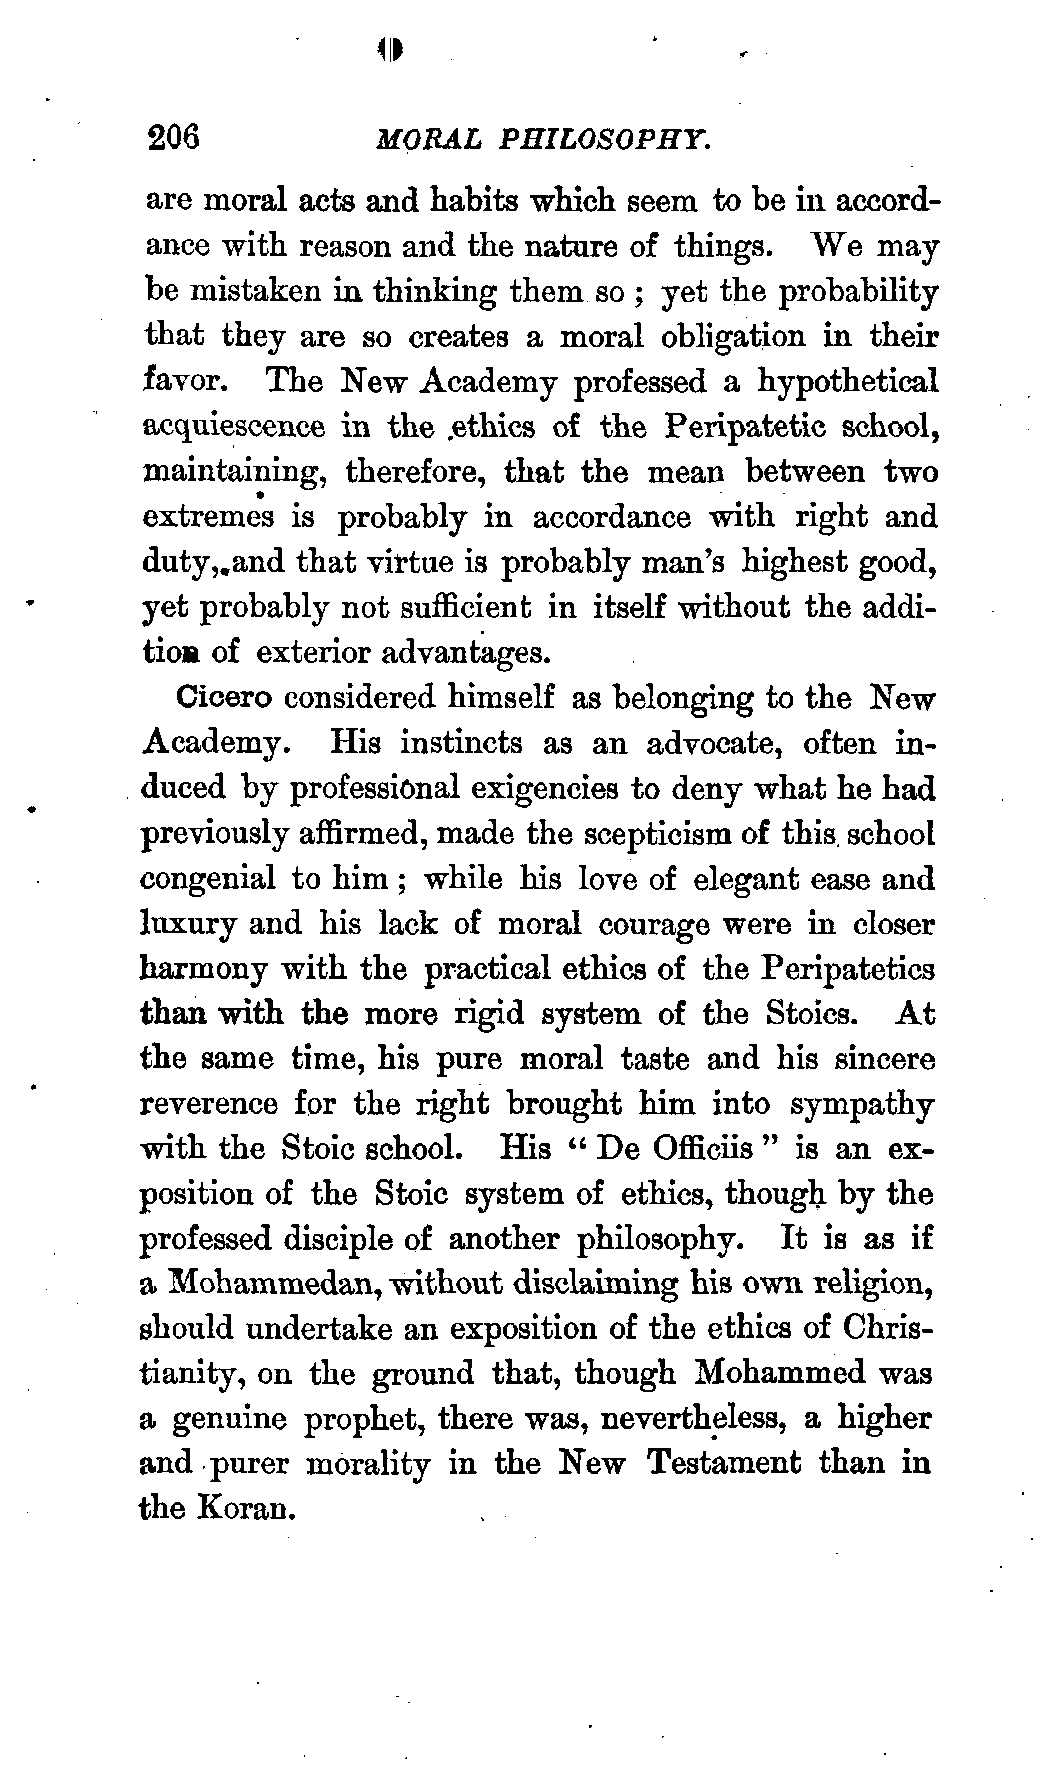 206 MORAL PHILOSOPHY.
are moral acts and habits which seem to be in accord-
ance with reason and the nature of things. We may
be mistaken in thinking them so ; yet the probability
that they are so creates a moral obligation in their
favor. The New Academy professed a hypothetical
acquiescence in the ethics of the Peripatetic school,
maintaining, therefore, that the mean between two
extremes is probably in accordance with right and
duty, and that virtue is probably man's highest good,
yet probably not sufficient in itself without the addi-
tion of exterior advantages.
Cicero considered himself as belonging to the New
Academy. His instincts as an advocate, often in-
duced by professional exigencies to deny what he had
previously affirmed, made the scepticism of this school
congenial to him ; while his love of elegant ease and
luxury and his lack of moral courage were in closer
harmony with the practical ethics of the Peripatetics
than with the more rigid system of the Stoics. At
the same time, his pure moral taste and his sincere
reverence for the right brought him into sympathy
with the Stoic school. His “ De Officiis ” is an ex-
position of the Stoic system of ethics, though by the
professed disciple of another philosophy. It is as if
a Mohammedan, without disclaiming his own religion,
should undertake an exposition of the ethics of Chris-
tianity, on the ground that, though Mohammed was
a genuine prophet, there was, nevertheless, a higher
and purer morality in the New Testament than in
the Koran.